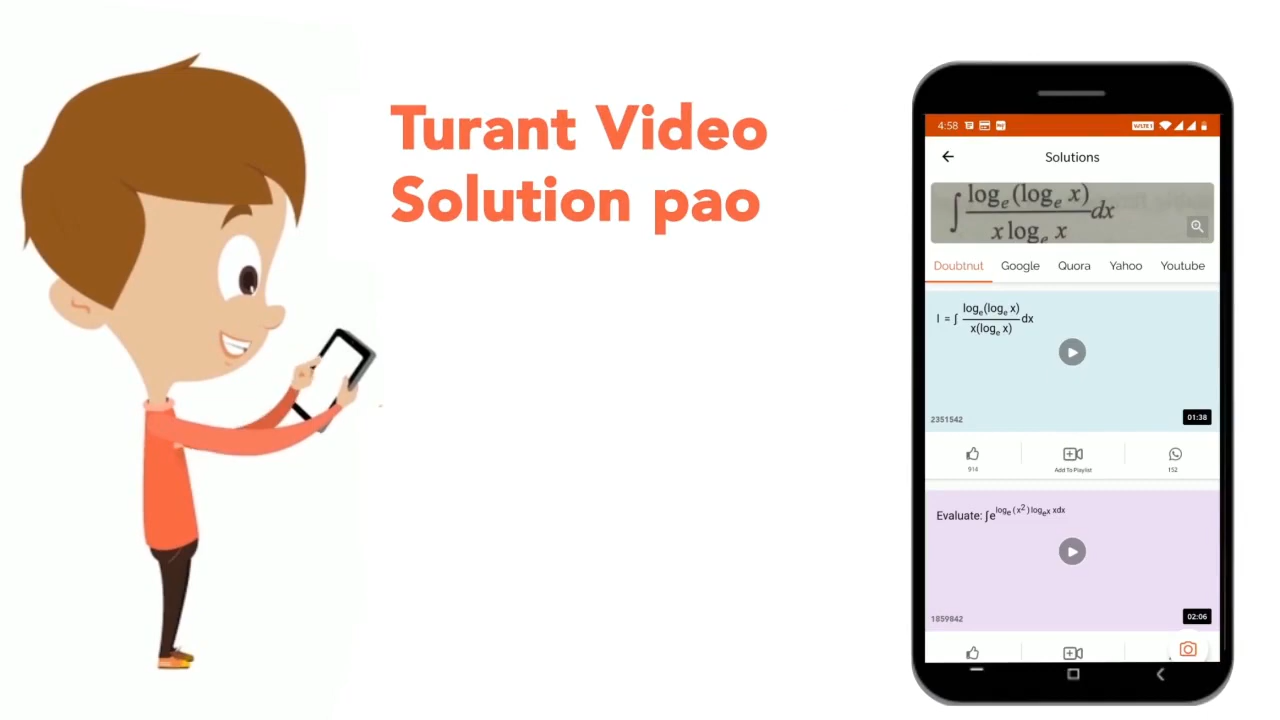 Turant Video
Solution pao
4:58
VoLTE1
Solutions
∫ logₑ(logₑ x) / x logₑ x dx
Doubtnut Google Quora Yahoo Youtube
I = ∫ logₑ(logₑ x) / x(logₑ x) dx
2351542 01:38
914 Add To Playlist 152
Evaluate: ∫e^logₑ(x²)logₑx xdx
1859842 02:06